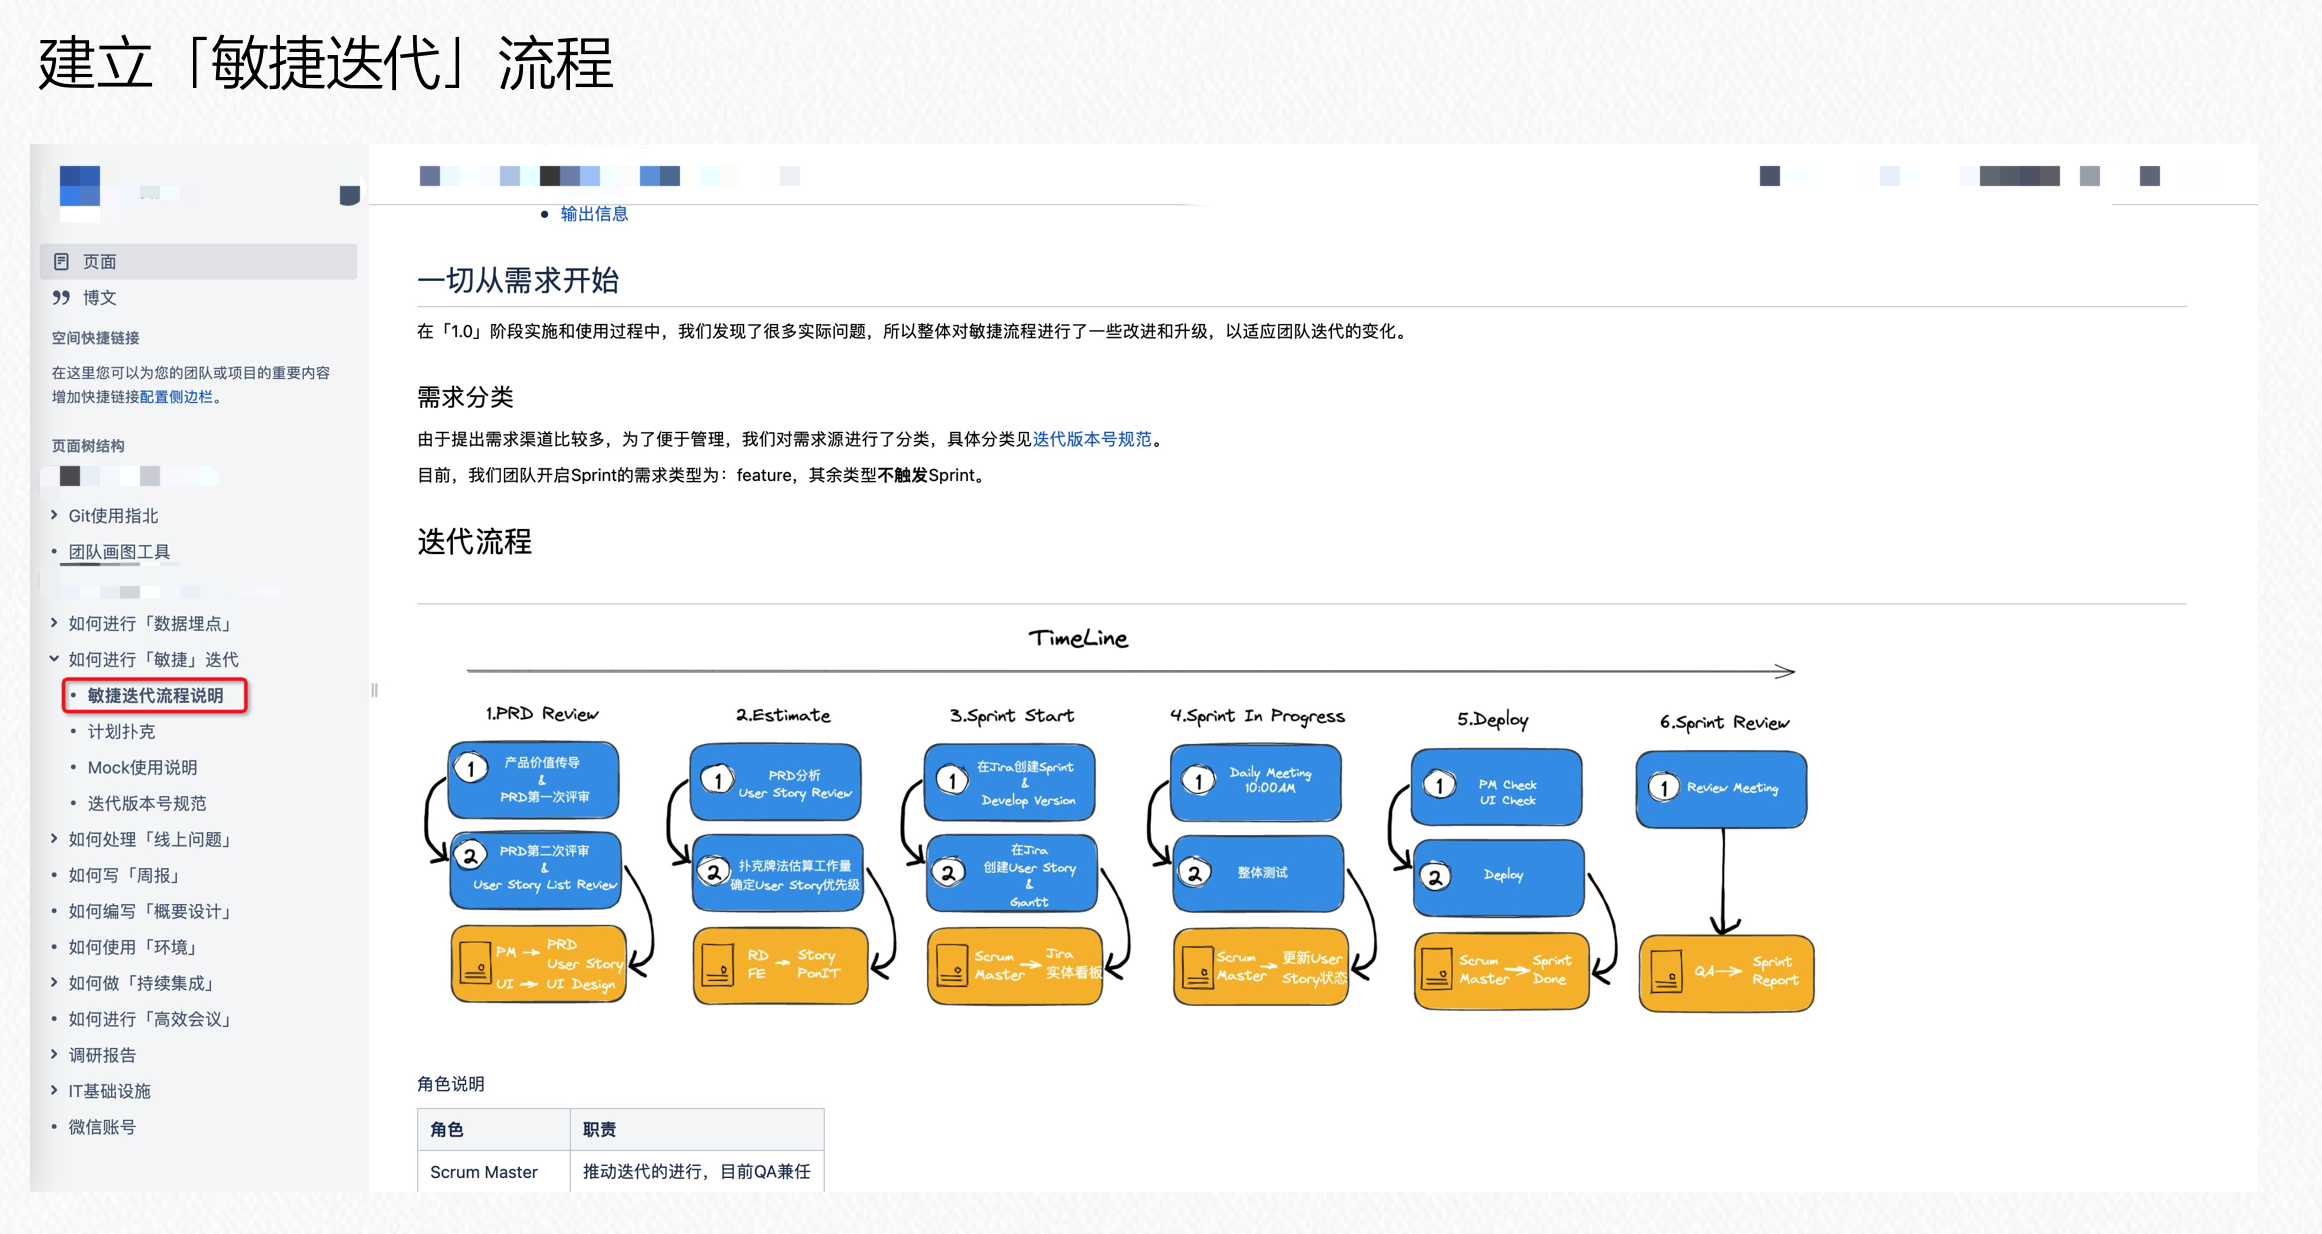 建立「敏捷迭代」流程
页面
博文
空间快捷链接
在这里您可以为您的团队或项目的重要内容
增加快捷链接配置侧边栏。
页面树结构
Git使用指北
团队画图工具
如何进行「数据埋点」
如何进行「敏捷」迭代
敏捷迭代流程说明
计划扑克
Mock使用说明
迭代版本号规范
如何处理「线上问题」
如何写「周报」
如何编写「概要设计」
如何使用「环境」
如何做「持续集成」
如何进行「高效会议」
调研报告
IT基础设施
微信账号
输出信息
一切从需求开始
在「1.0」阶段实施和使用过程中，我们发现了很多实际问题，所以整体对敏捷流程进行了一些改进和升级，以适应团队迭代的变化。
需求分类
由于提出需求渠道比较多，为了便于管理，我们对需求源进行了分类，具体分类见迭代版本号规范。
目前，我们团队开启Sprint的需求类型为：feature，其余类型不触发Sprint。
迭代流程
TimeLine
1.PRD Review
1
产品价值传导
&
PRD第一次评审
2
PRD第二次评审
&
User Story List Review
PM → PRD
User Story
UI → UI Design
2.Estimate
1
PRD分析
User Story Review
2
扑克牌法估算工作量
确定User Story优先级
RD → Story
FE PonIT
3.Sprint Start
1
在Jira创建Sprint
&
Develop Version
2
在Jira
创建User Story
&
Gantt
Scrum → Jira
Master 实体看板
4.Sprint In Progress
1
Daily Meeting
10:00AM
2
整体测试
Scrum → 更新User
Master Story状态
5.Deploy
1
PM Check
UI Check
2
Deploy
Scrum → Sprint
Master Done
6.Sprint Review
1
Review Meeting
QA → Sprint
Report
角色说明
角色 职责
Scrum Master 推动迭代的进行，目前QA兼任